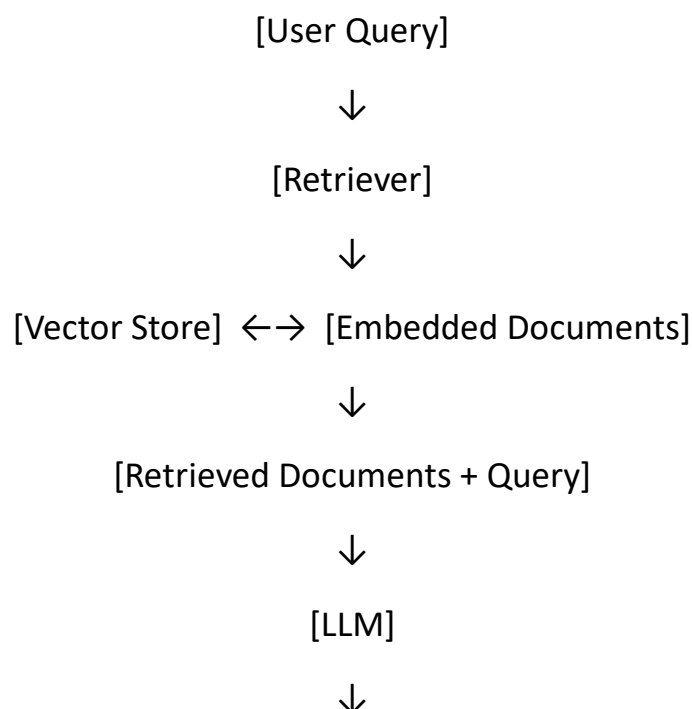 [User Query]
↓
[Retriever]
↓
[Vector Store] ←→ [Embedded Documents]
↓
[Retrieved Documents + Query]
↓
[LLM]
↓